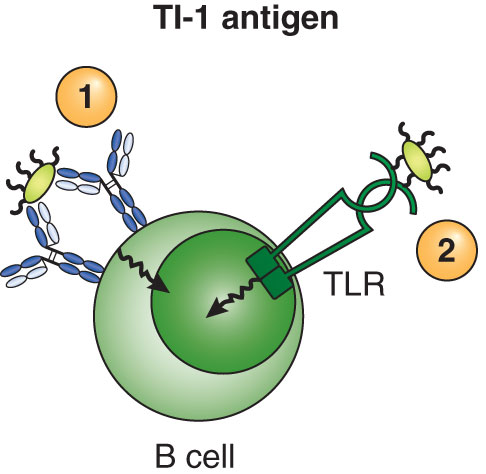 TI-1 antigen
1
2
TLR
B cell